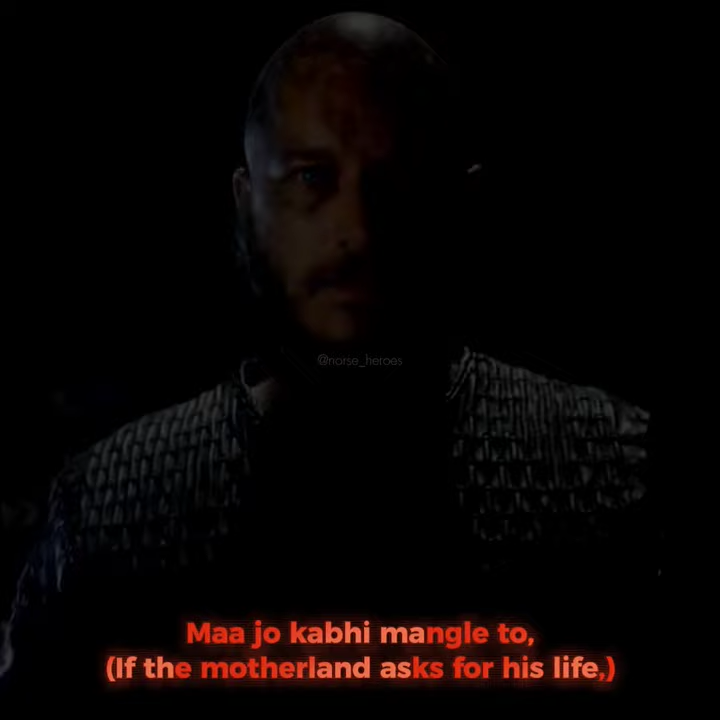 @norse_heroes
Maa jo kabhi mangle to,
(If the motherland asks for his life,)